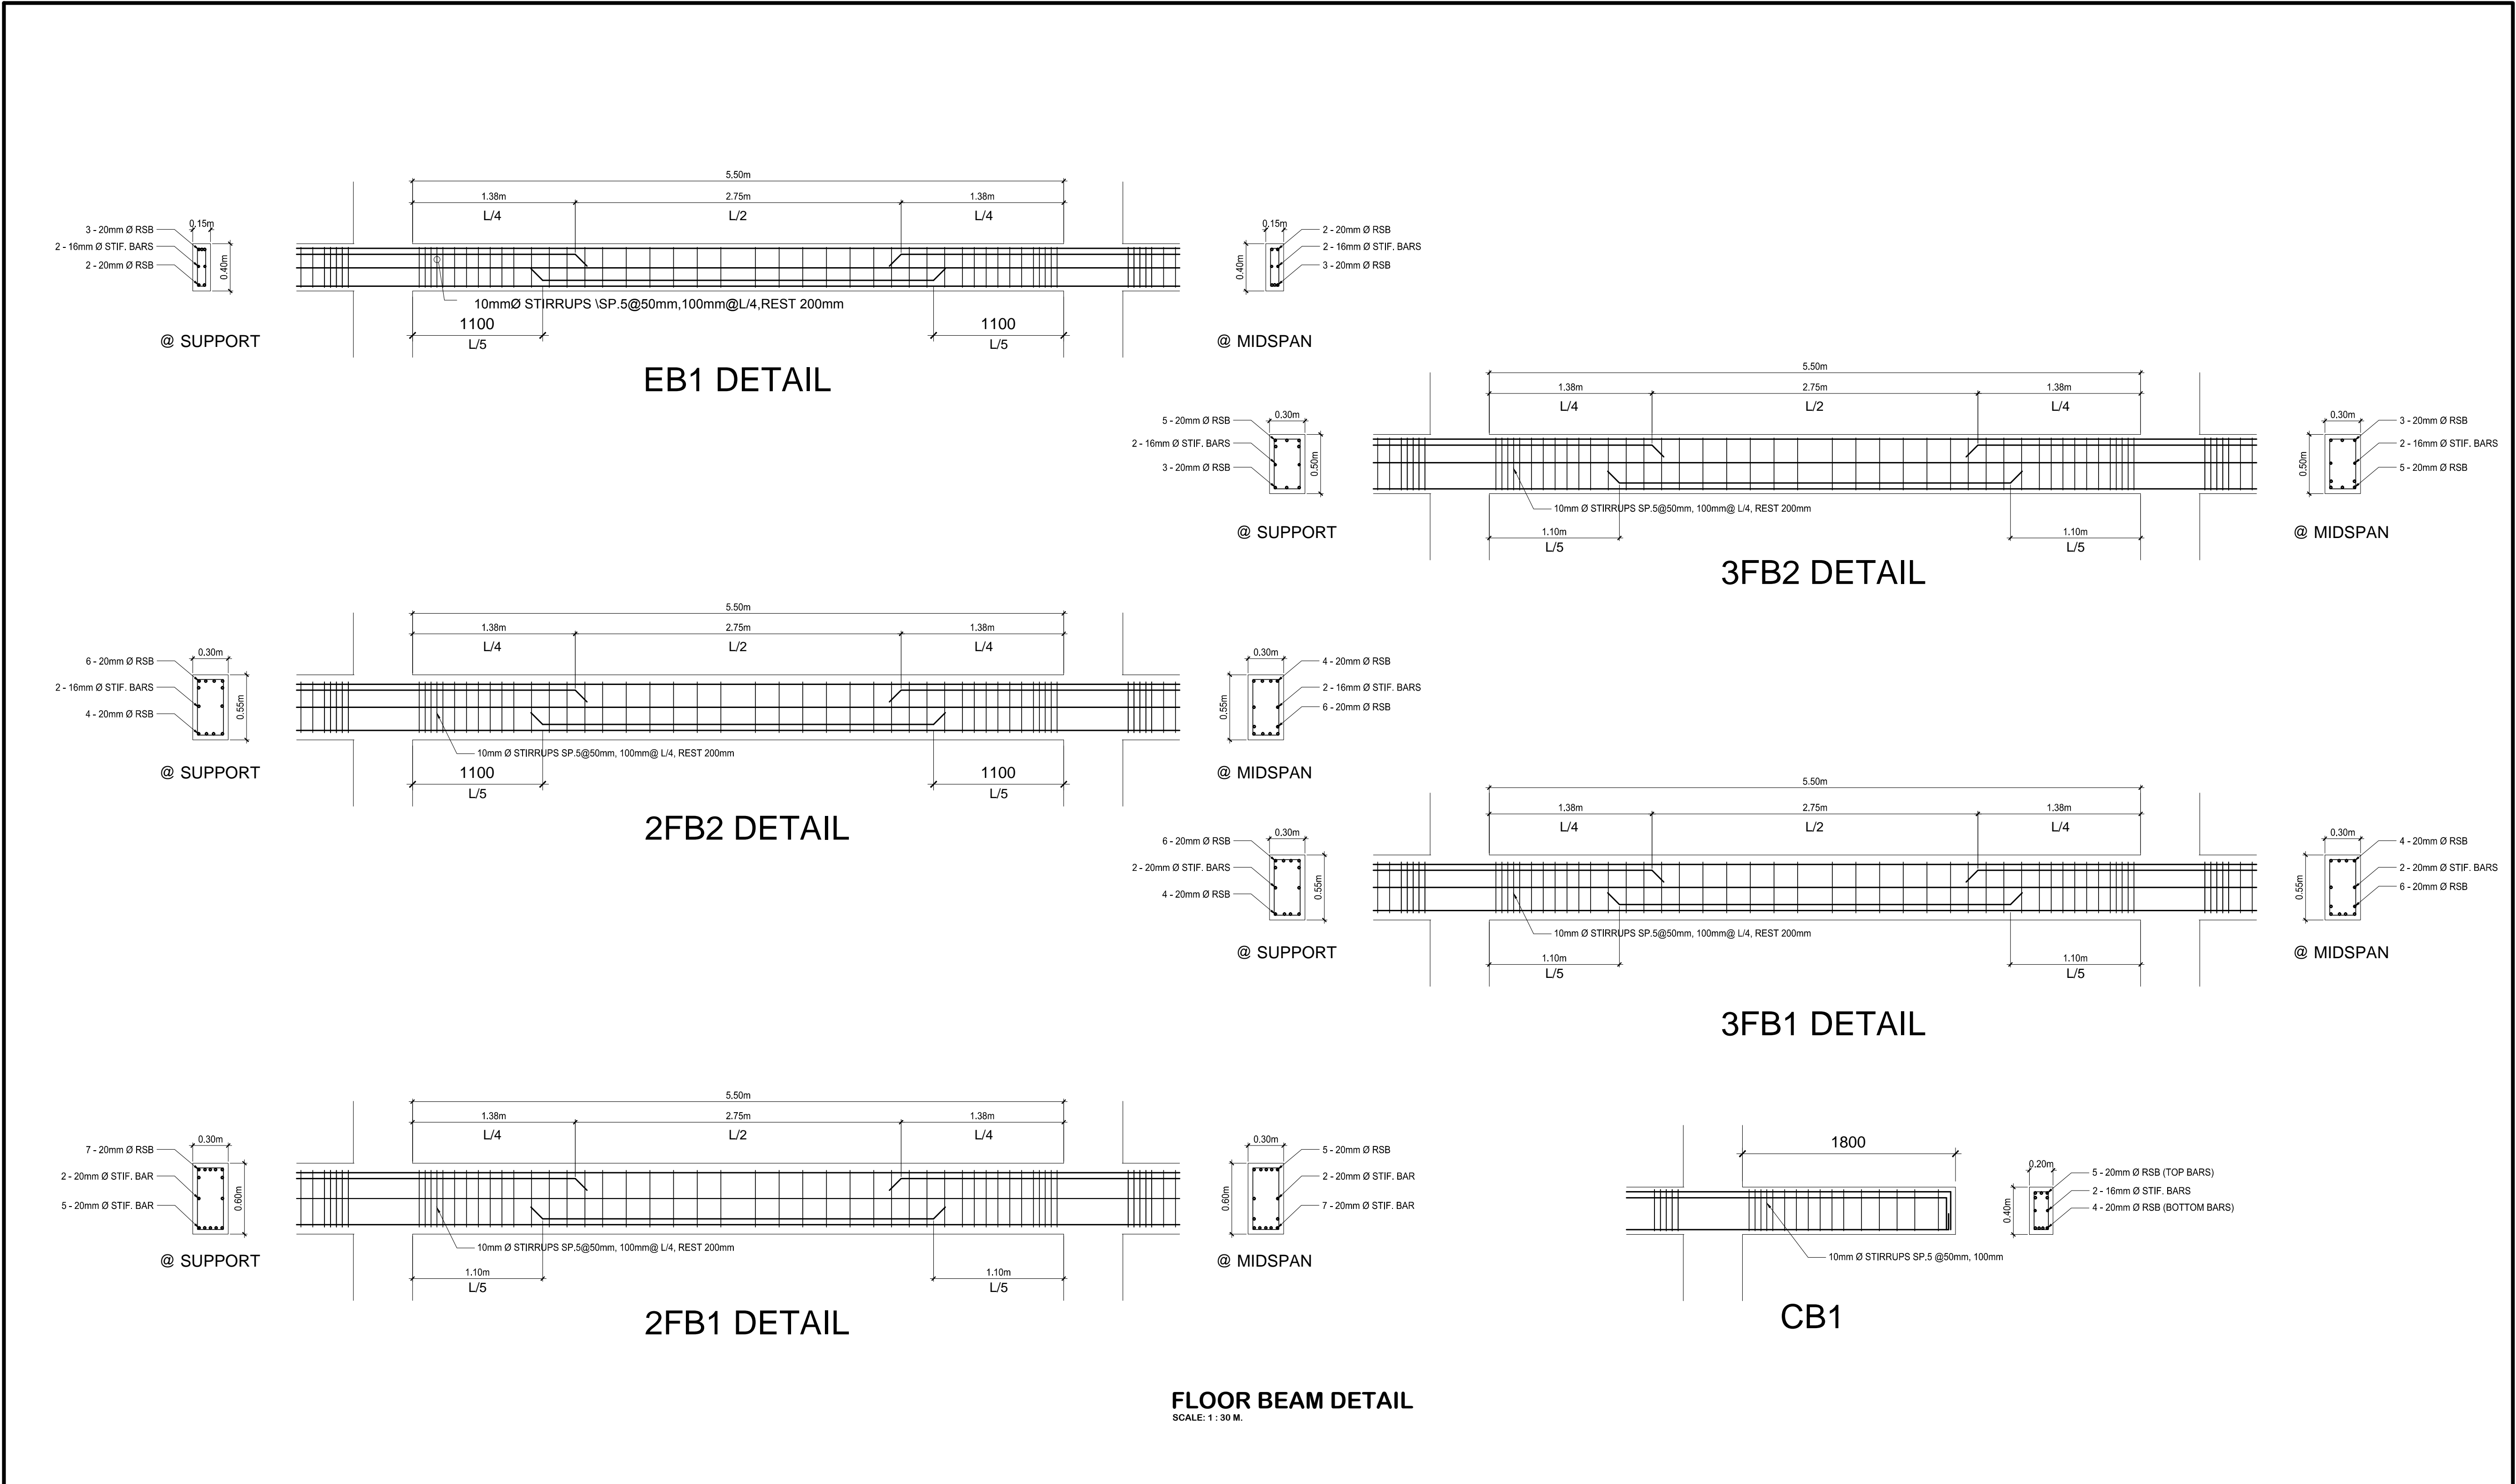 5.50m
1.38m
2.75m
1.38m
L/4
L/2
L/4
3 - 20mm Ø RSB
2 - 16mm Ø STIF. BARS
2 - 20mm Ø RSB
0.15m
0.40m
@ SUPPORT
10mmØ STIRRUPS \SP.5@50mm,100mm@L/4,REST 200mm
1100
L/5
1100
L/5
0.15m
0.40m
2 - 20mm Ø RSB
2 - 16mm Ø STIF. BARS
3 - 20mm Ø RSB
@ MIDSPAN
EB1 DETAIL
5.50m
1.38m
2.75m
1.38m
L/4
L/2
L/4
5 - 20mm Ø RSB
2 - 16mm Ø STIF. BARS
3 - 20mm Ø RSB
0.30m
0.50m
@ SUPPORT
10mm Ø STIRRUPS SP.5@50mm, 100mm@ L/4, REST 200mm
1.10m
L/5
1.10m
L/5
0.30m
0.50m
3 - 20mm Ø RSB
2 - 16mm Ø STIF. BARS
5 - 20mm Ø RSB
@ MIDSPAN
3FB2 DETAIL
5.50m
1.38m
2.75m
1.38m
L/4
L/2
L/4
6 - 20mm Ø RSB
2 - 16mm Ø STIF. BARS
4 - 20mm Ø RSB
0.30m
0.55m
@ SUPPORT
10mm Ø STIRRUPS SP.5@50mm, 100mm@ L/4, REST 200mm
1100
L/5
1100
L/5
0.30m
0.55m
4 - 20mm Ø RSB
2 - 16mm Ø STIF. BARS
6 - 20mm Ø RSB
@ MIDSPAN
2FB2 DETAIL
5.50m
1.38m
2.75m
1.38m
L/4
L/2
L/4
6 - 20mm Ø RSB
2 - 20mm Ø STIF. BARS
4 - 20mm Ø RSB
0.30m
0.55m
@ SUPPORT
10mm Ø STIRRUPS SP.5@50mm, 100mm@ L/4, REST 200mm
1.10m
L/5
1.10m
L/5
0.30m
0.55m
4 - 20mm Ø RSB
2 - 20mm Ø STIF. BARS
6 - 20mm Ø RSB
@ MIDSPAN
3FB1 DETAIL
5.50m
1.38m
2.75m
1.38m
L/4
L/2
L/4
7 - 20mm Ø RSB
2 - 20mm Ø STIF. BAR
5 - 20mm Ø STIF. BAR
0.30m
0.60m
@ SUPPORT
10mm Ø STIRRUPS SP.5@50mm, 100mm@ L/4, REST 200mm
1.10m
L/5
1.10m
L/5
0.30m
0.60m
5 - 20mm Ø RSB
2 - 20mm Ø STIF. BAR
7 - 20mm Ø STIF. BAR
@ MIDSPAN
2FB1 DETAIL
1800
0.20m
0.40m
5 - 20mm Ø RSB (TOP BARS)
2 - 16mm Ø STIF. BARS
4 - 20mm Ø RSB (BOTTOM BARS)
10mm Ø STIRRUPS SP.5 @50mm, 100mm
CB1
FLOOR BEAM DETAIL
SCALE: 1 : 30 M.